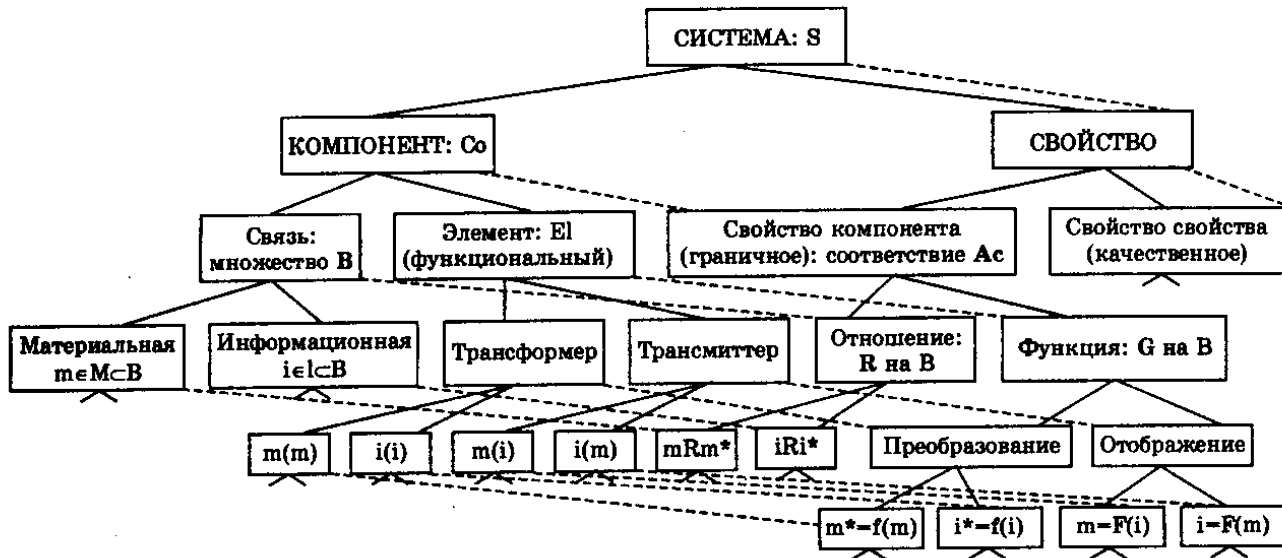 СИСТЕМА: S
КОМПОНЕНТ: Co
СВОЙСТВО
Связь:
множество B
Элемент: El
(функциональный)
Свойство компонента
(граничное): соответствие Ac
Свойство свойства
(качественное)
Материальная
m∈M⊂B
Информационная
i∈l⊂B
Трансформер
Трансмиттер
Отношение:
R на B
Функция: G на B
m(m)
i(i)
m(i)
i(m)
mRm*
iRi*
Преобразование
Отображение
m*=f(m)
i*=f(i)
m=F(i)
i=F(m)